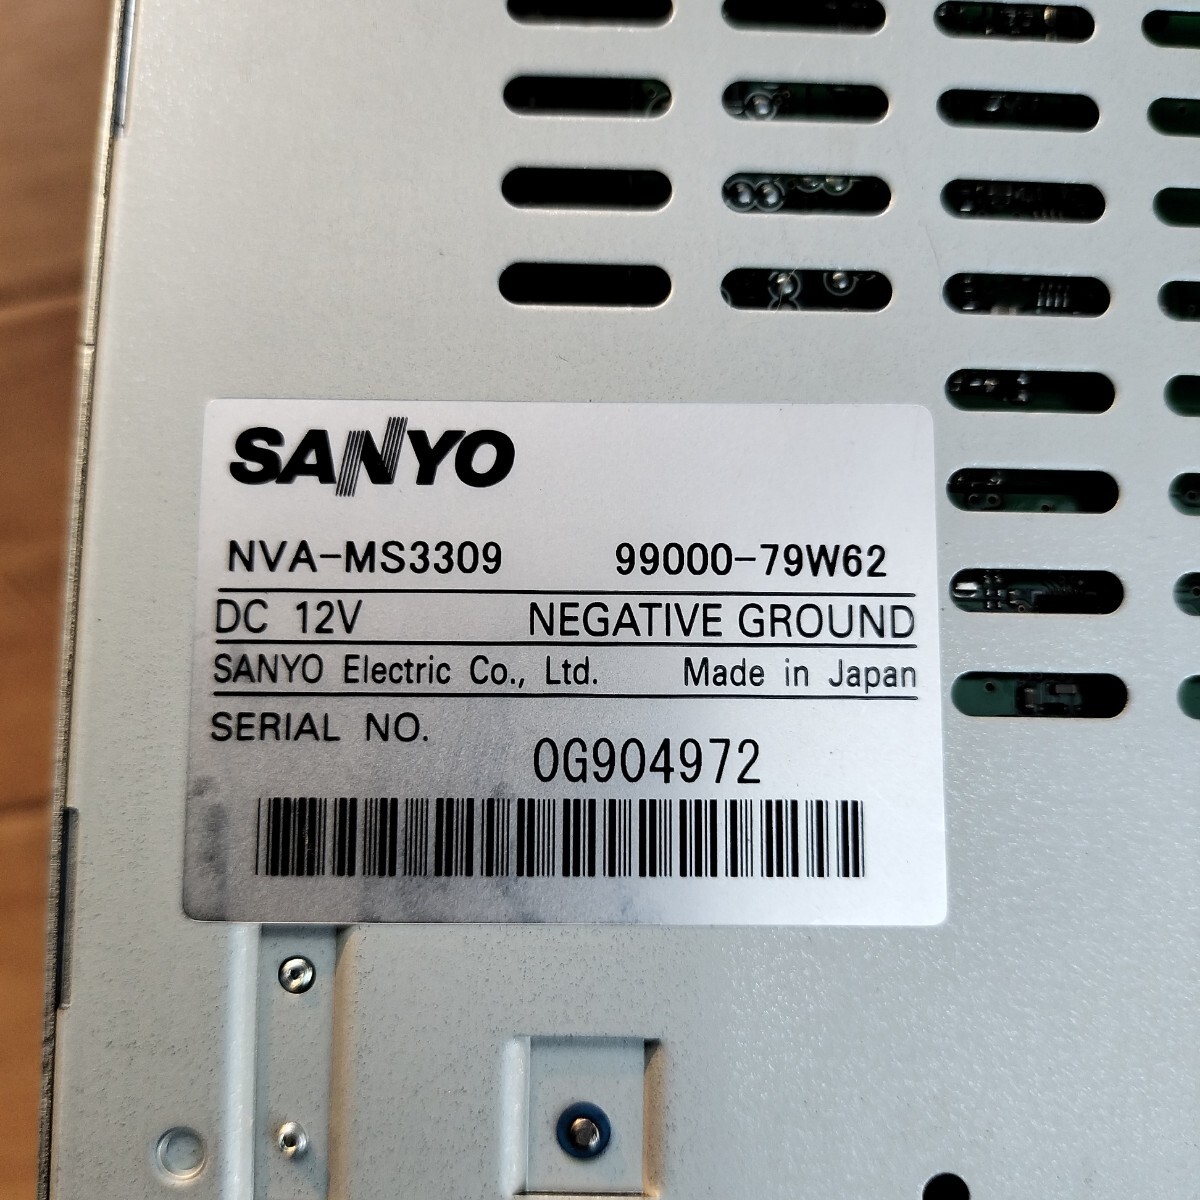 SANYO
NVA-MS3309 99000-79W62
DC 12V NEGATIVE GROUND
SANYO Electric Co., Ltd. Made in Japan
SERIAL NO.
0G904972